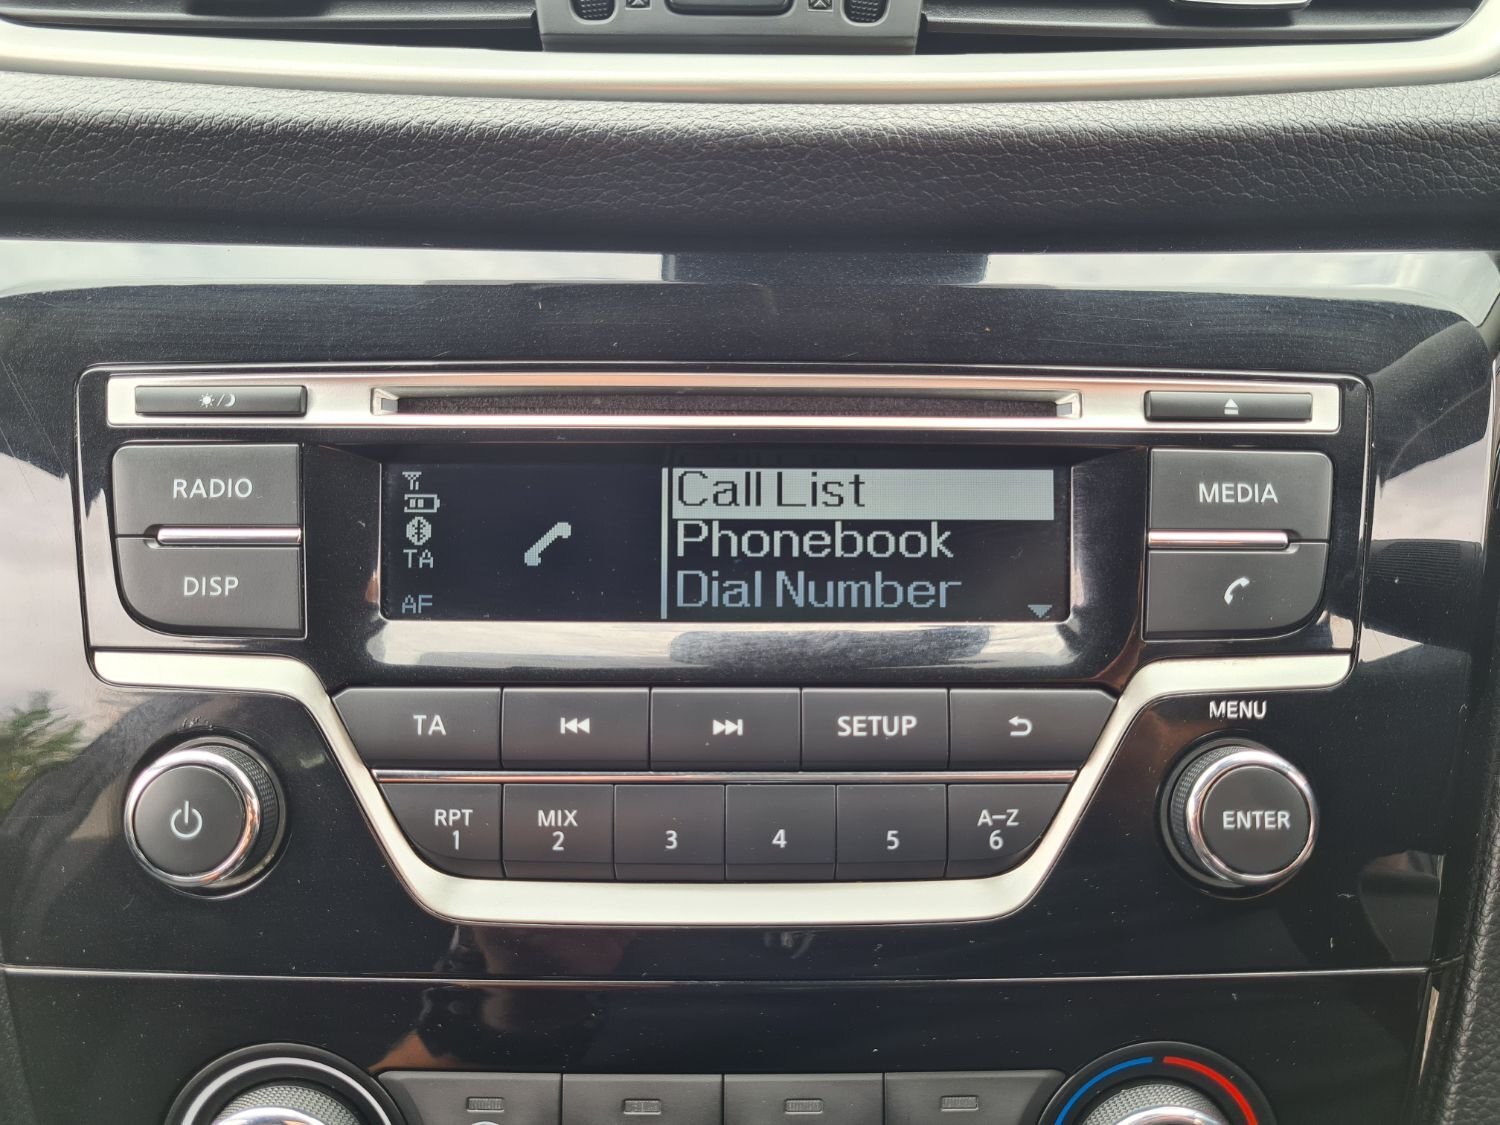 RADIO
DISP
TA
AF
Call List
Phonebook
Dial Number
MEDIA
TA
SETUP
MENU
RPT
1
MIX
2
3
4
5
A–Z
6
ENTER